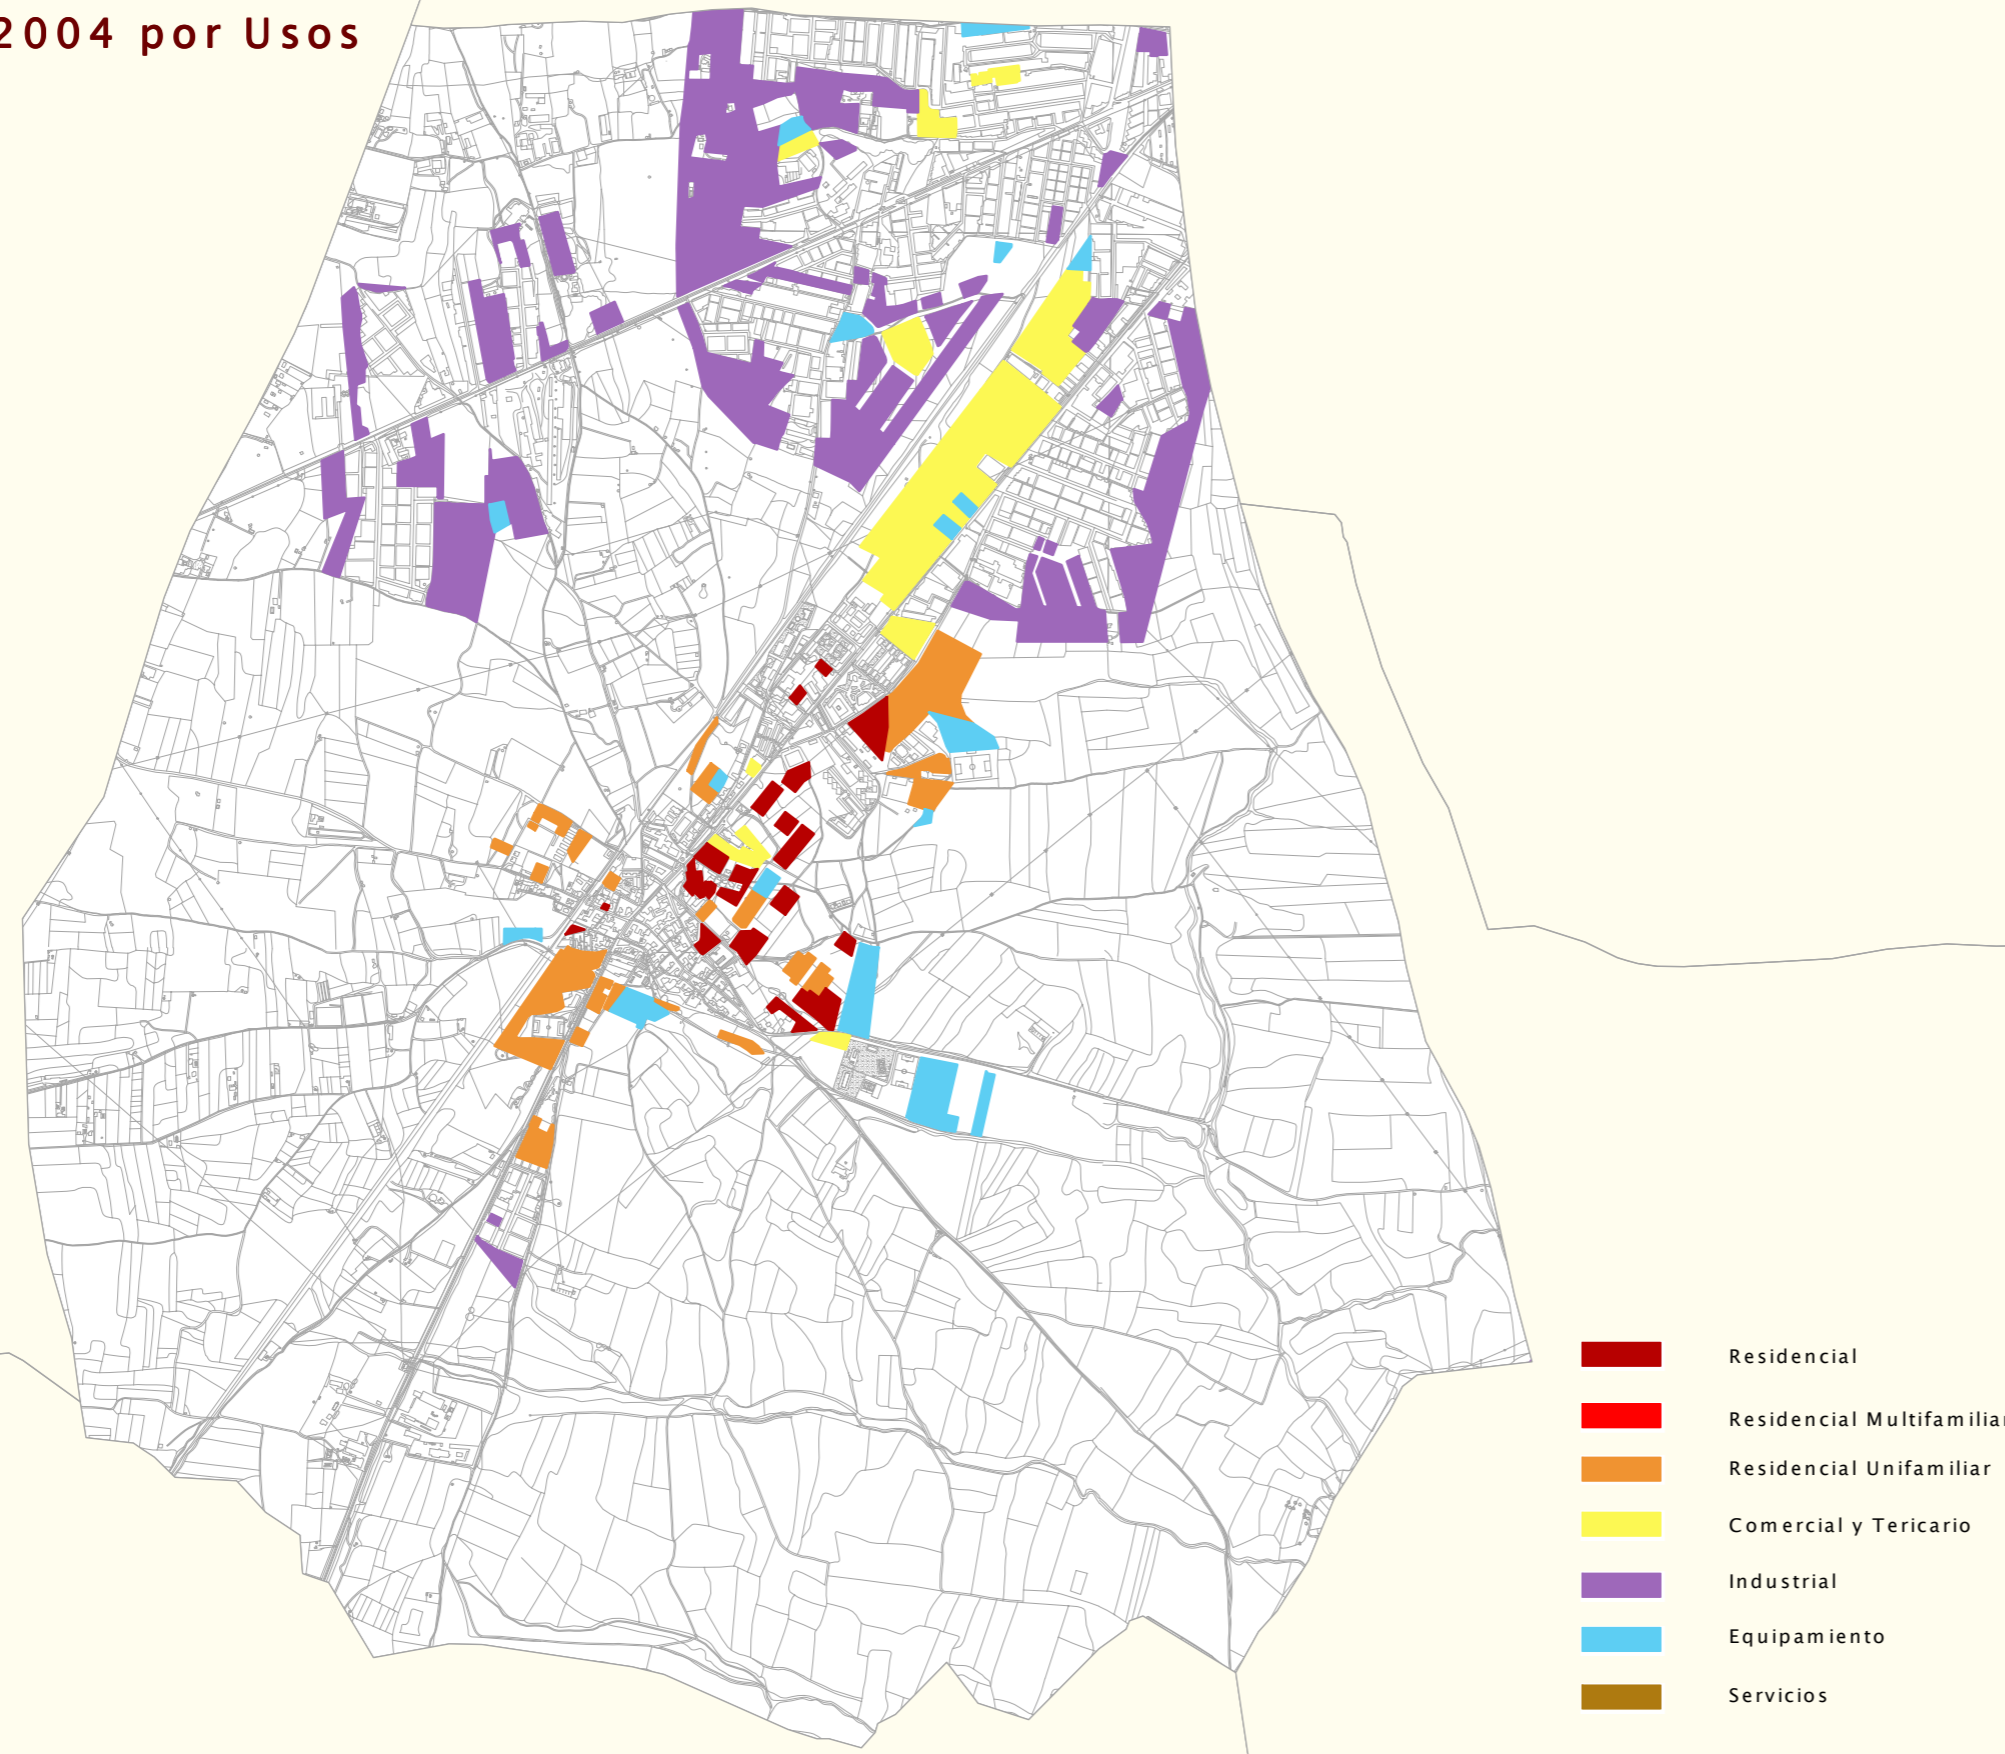 2004 por Usos
Residencial
Residencial Multifamiliar
Residencial Unifamiliar
Comercial y Tericario
Industrial
Equipamiento
Servicios